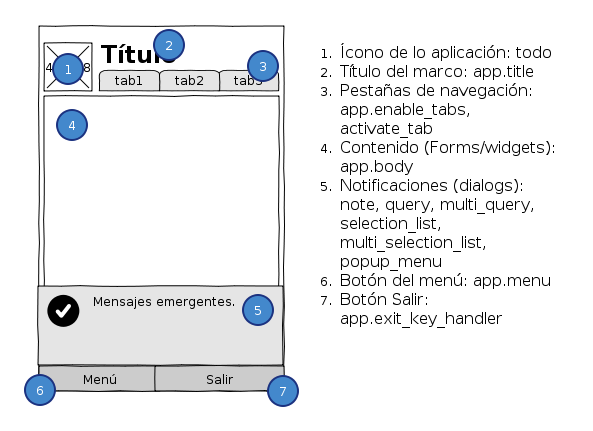 Título
tab1 tab2 tab3
4 8
1
2
3
4
Mensajes emergentes.
5
Menú Salir
6
7
1. Ícono de lo aplicación: todo
2. Título del marco: app.title
3. Pestañas de navegación:
app.enable_tabs,
activate_tab
4. Contenido (Forms/widgets):
app.body
5. Notificaciones (dialogs):
note, query, multi_query,
selection_list,
multi_selection_list,
popup_menu
6. Botón del menú: app.menu
7. Botón Salir:
app.exit_key_handler